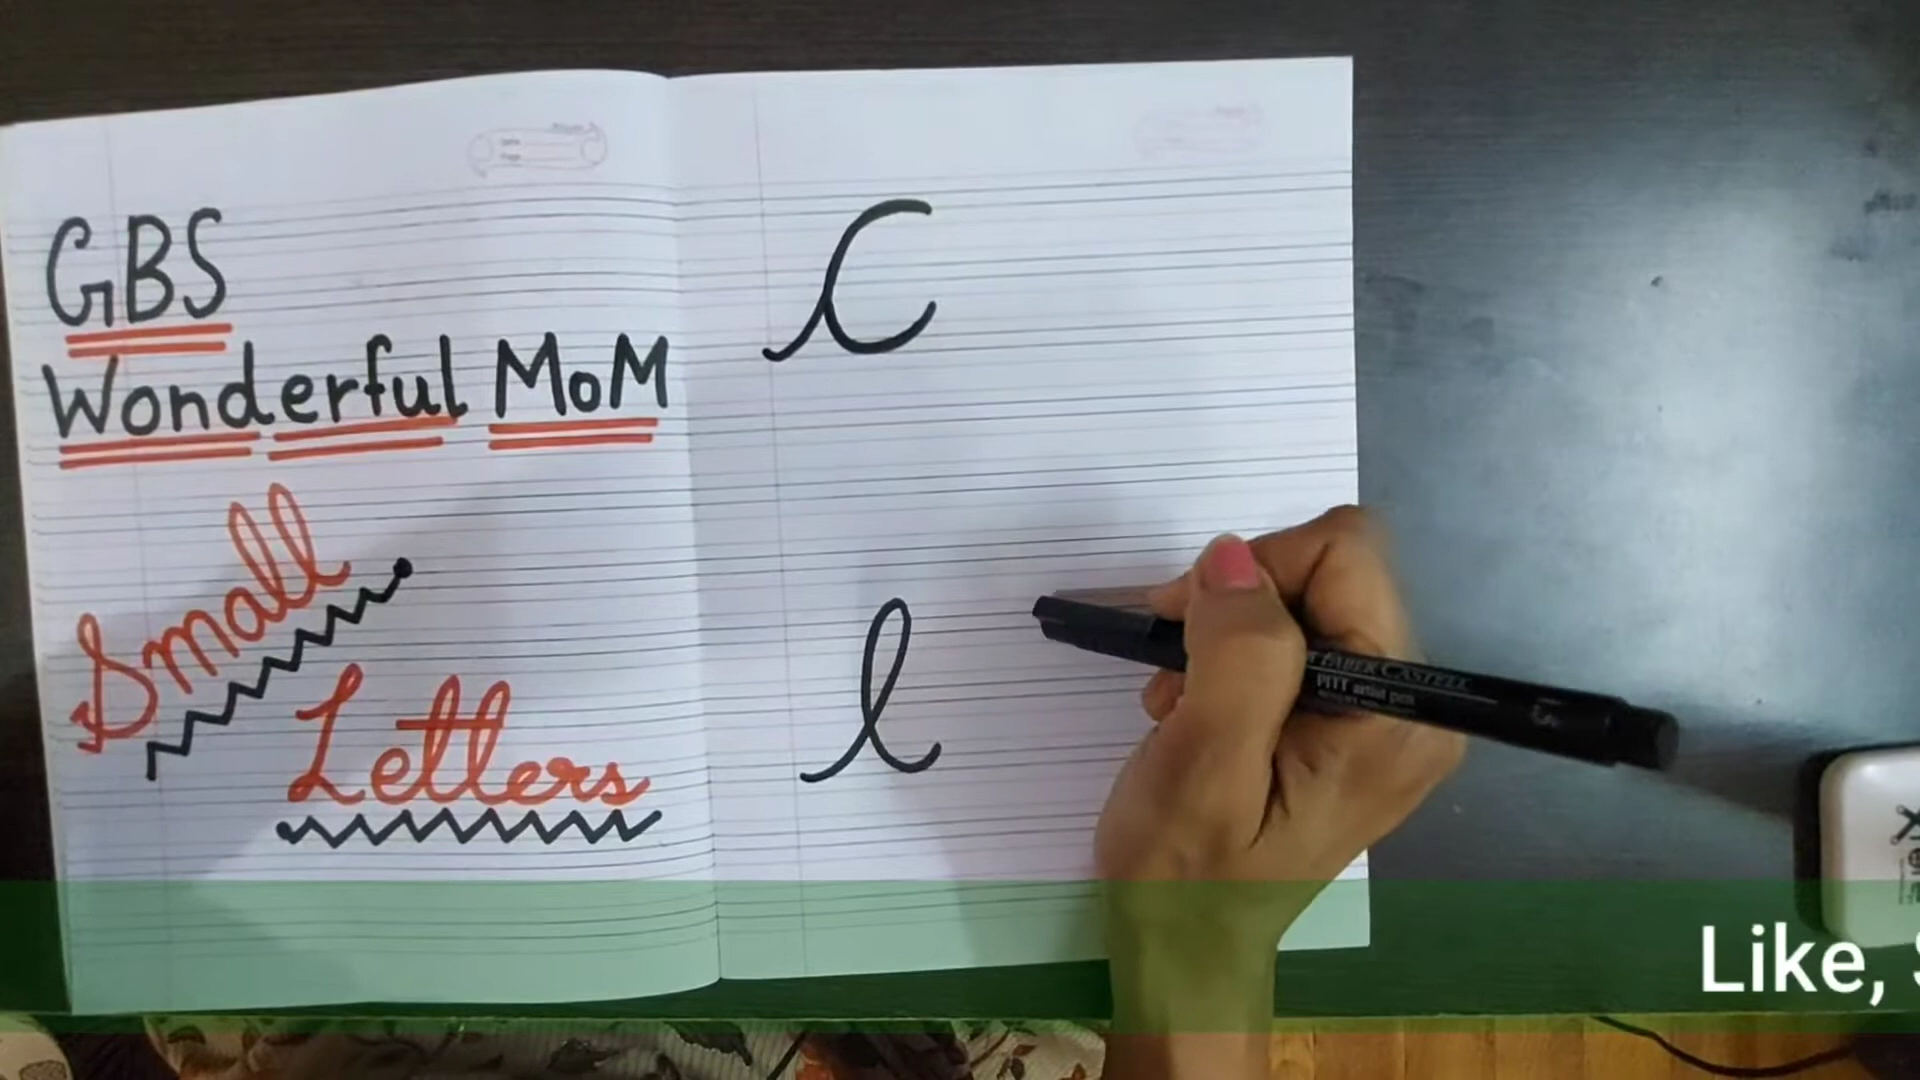 GBS
Wonderful MoM
Small
Letters
c
l
FABER CASTELL
PITT artist pen
Like, S